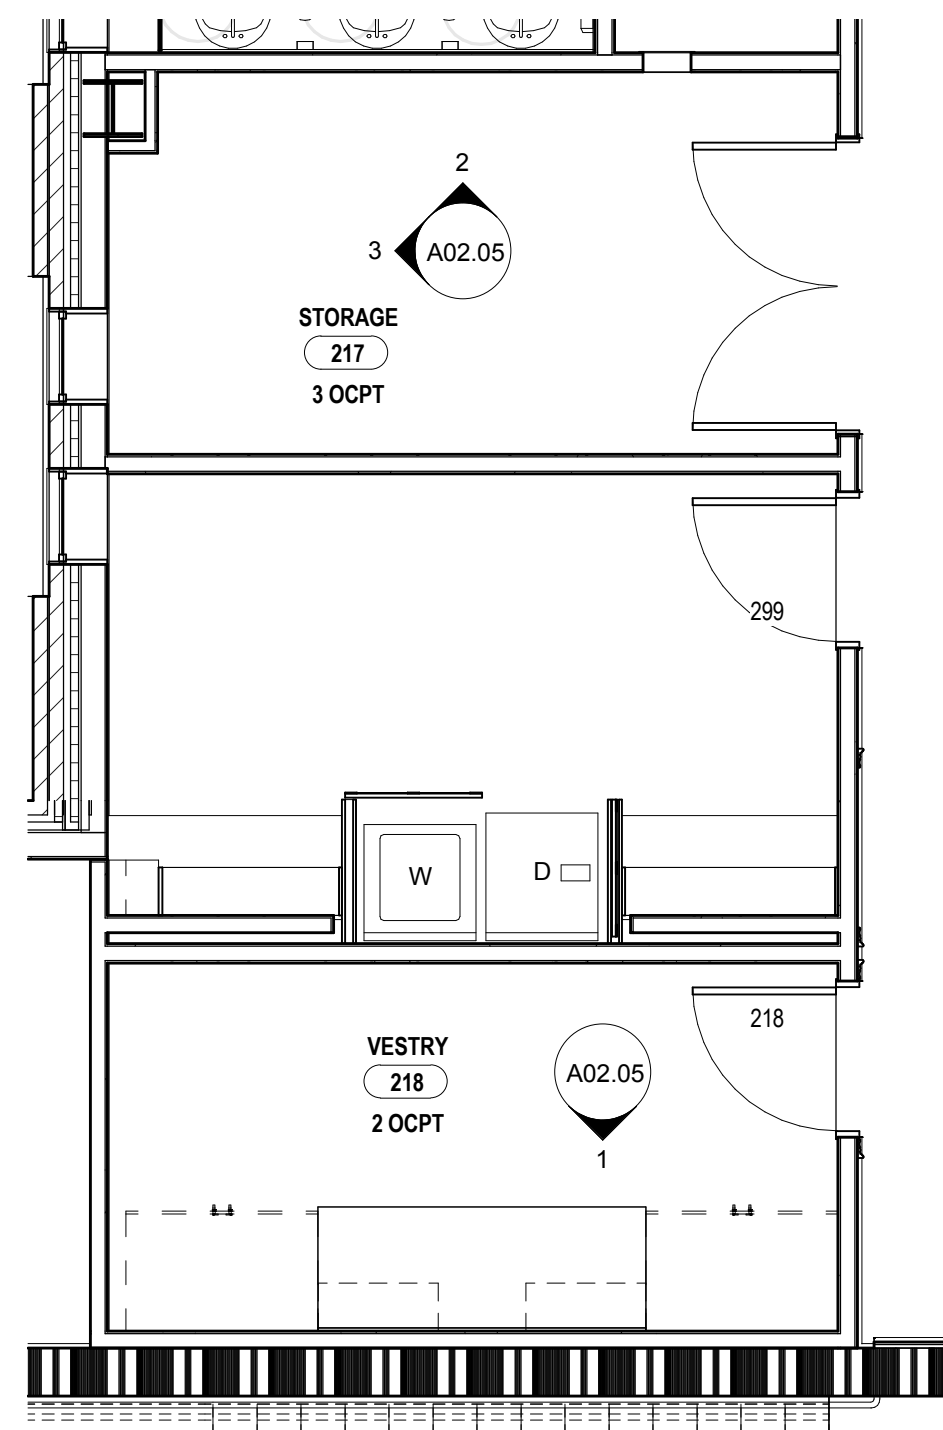 2
3
A02.05
STORAGE
217
3 OCPT
299
W
D
218
VESTRY
218
2 OCPT
A02.05
1